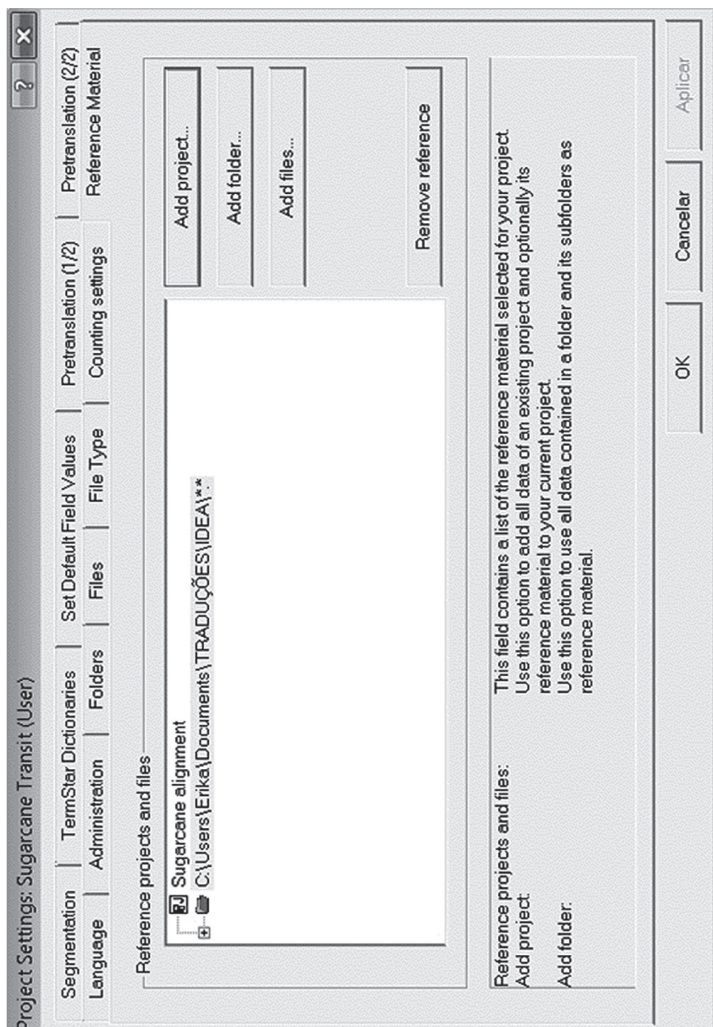 Project Settings: Sugarcane Transit (User)
Segmentation
TermStar Dictionaries
Set Default Field Values
Pretranslation (1/2)
Pretranslation (2/2)
Language
Administration
Folders
Files
File Type
Counting settings
Reference Material
Reference projects and files
Sugarcane alignment
C:\Users\Erika\Documents\TRADUÇÕES\IDEA\*.*
Add project...
Add folder...
Add files...
Remove reference
Reference projects and files: This field contains a list of the reference material selected for your project.
Add project: Use this option to add all data of an existing project and optionally its
reference material to your current project.
Add folder: Use this option to use all data contained in a folder and its subfolders as
reference material.
OK
Cancelar
Aplicar